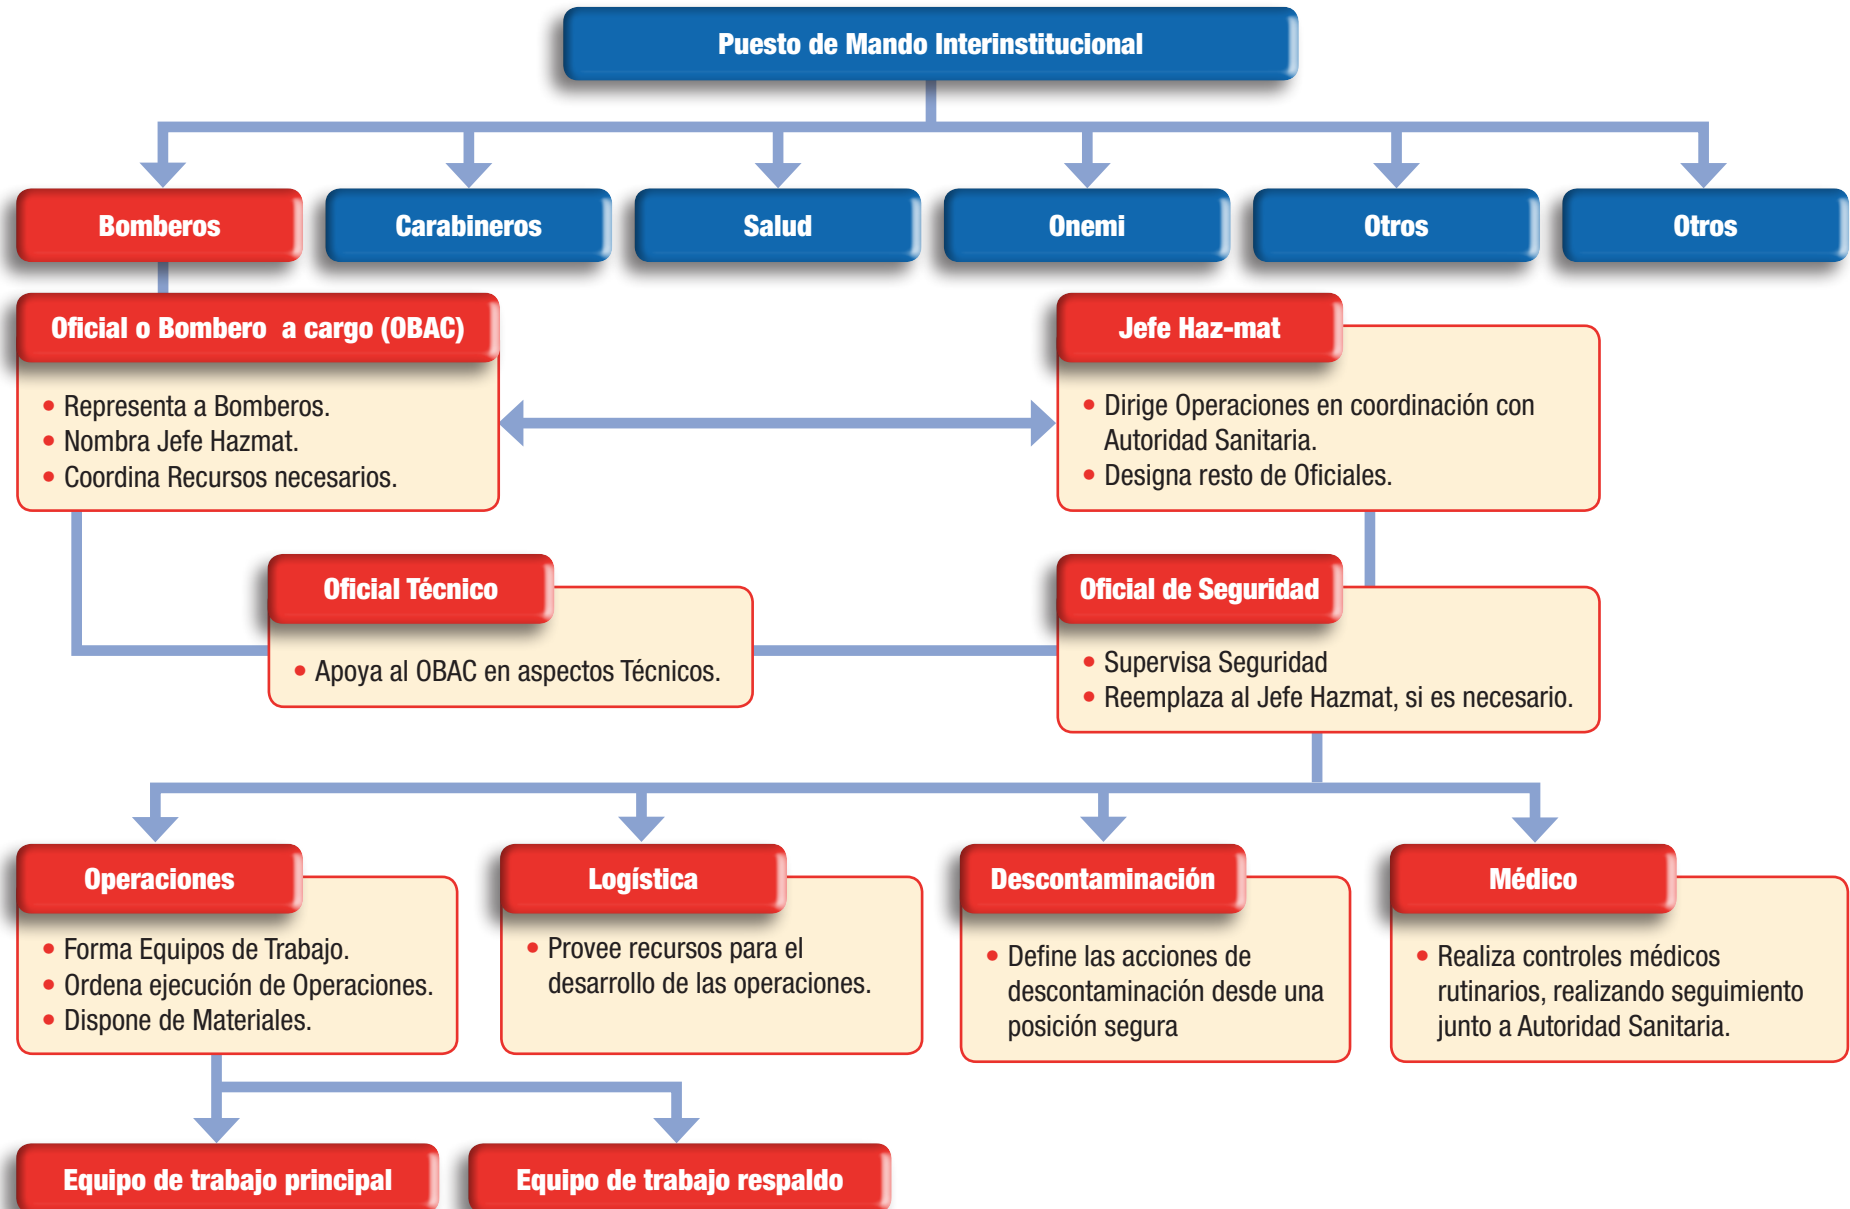 Puesto de Mando Interinstitucional
Bomberos
Carabineros
Salud
Onemi
Otros
Otros
Oficial o Bombero a cargo (OBAC)
• Representa a Bomberos.
• Nombra Jefe Hazmat.
• Coordina Recursos necesarios.
Jefe Haz-mat
• Dirige Operaciones en coordinación con
Autoridad Sanitaria.
• Designa resto de Oficiales.
Oficial Técnico
• Apoya al OBAC en aspectos Técnicos.
Oficial de Seguridad
• Supervisa Seguridad
• Reemplaza al Jefe Hazmat, si es necesario.
Operaciones
• Forma Equipos de Trabajo.
• Ordena ejecución de Operaciones.
• Dispone de Materiales.
Logística
• Provee recursos para el
desarrollo de las operaciones.
Descontaminación
• Define las acciones de
descontaminación desde una
posición segura
Médico
• Realiza controles médicos
rutinarios, realizando seguimiento
junto a Autoridad Sanitaria.
Equipo de trabajo principal
Equipo de trabajo respaldo